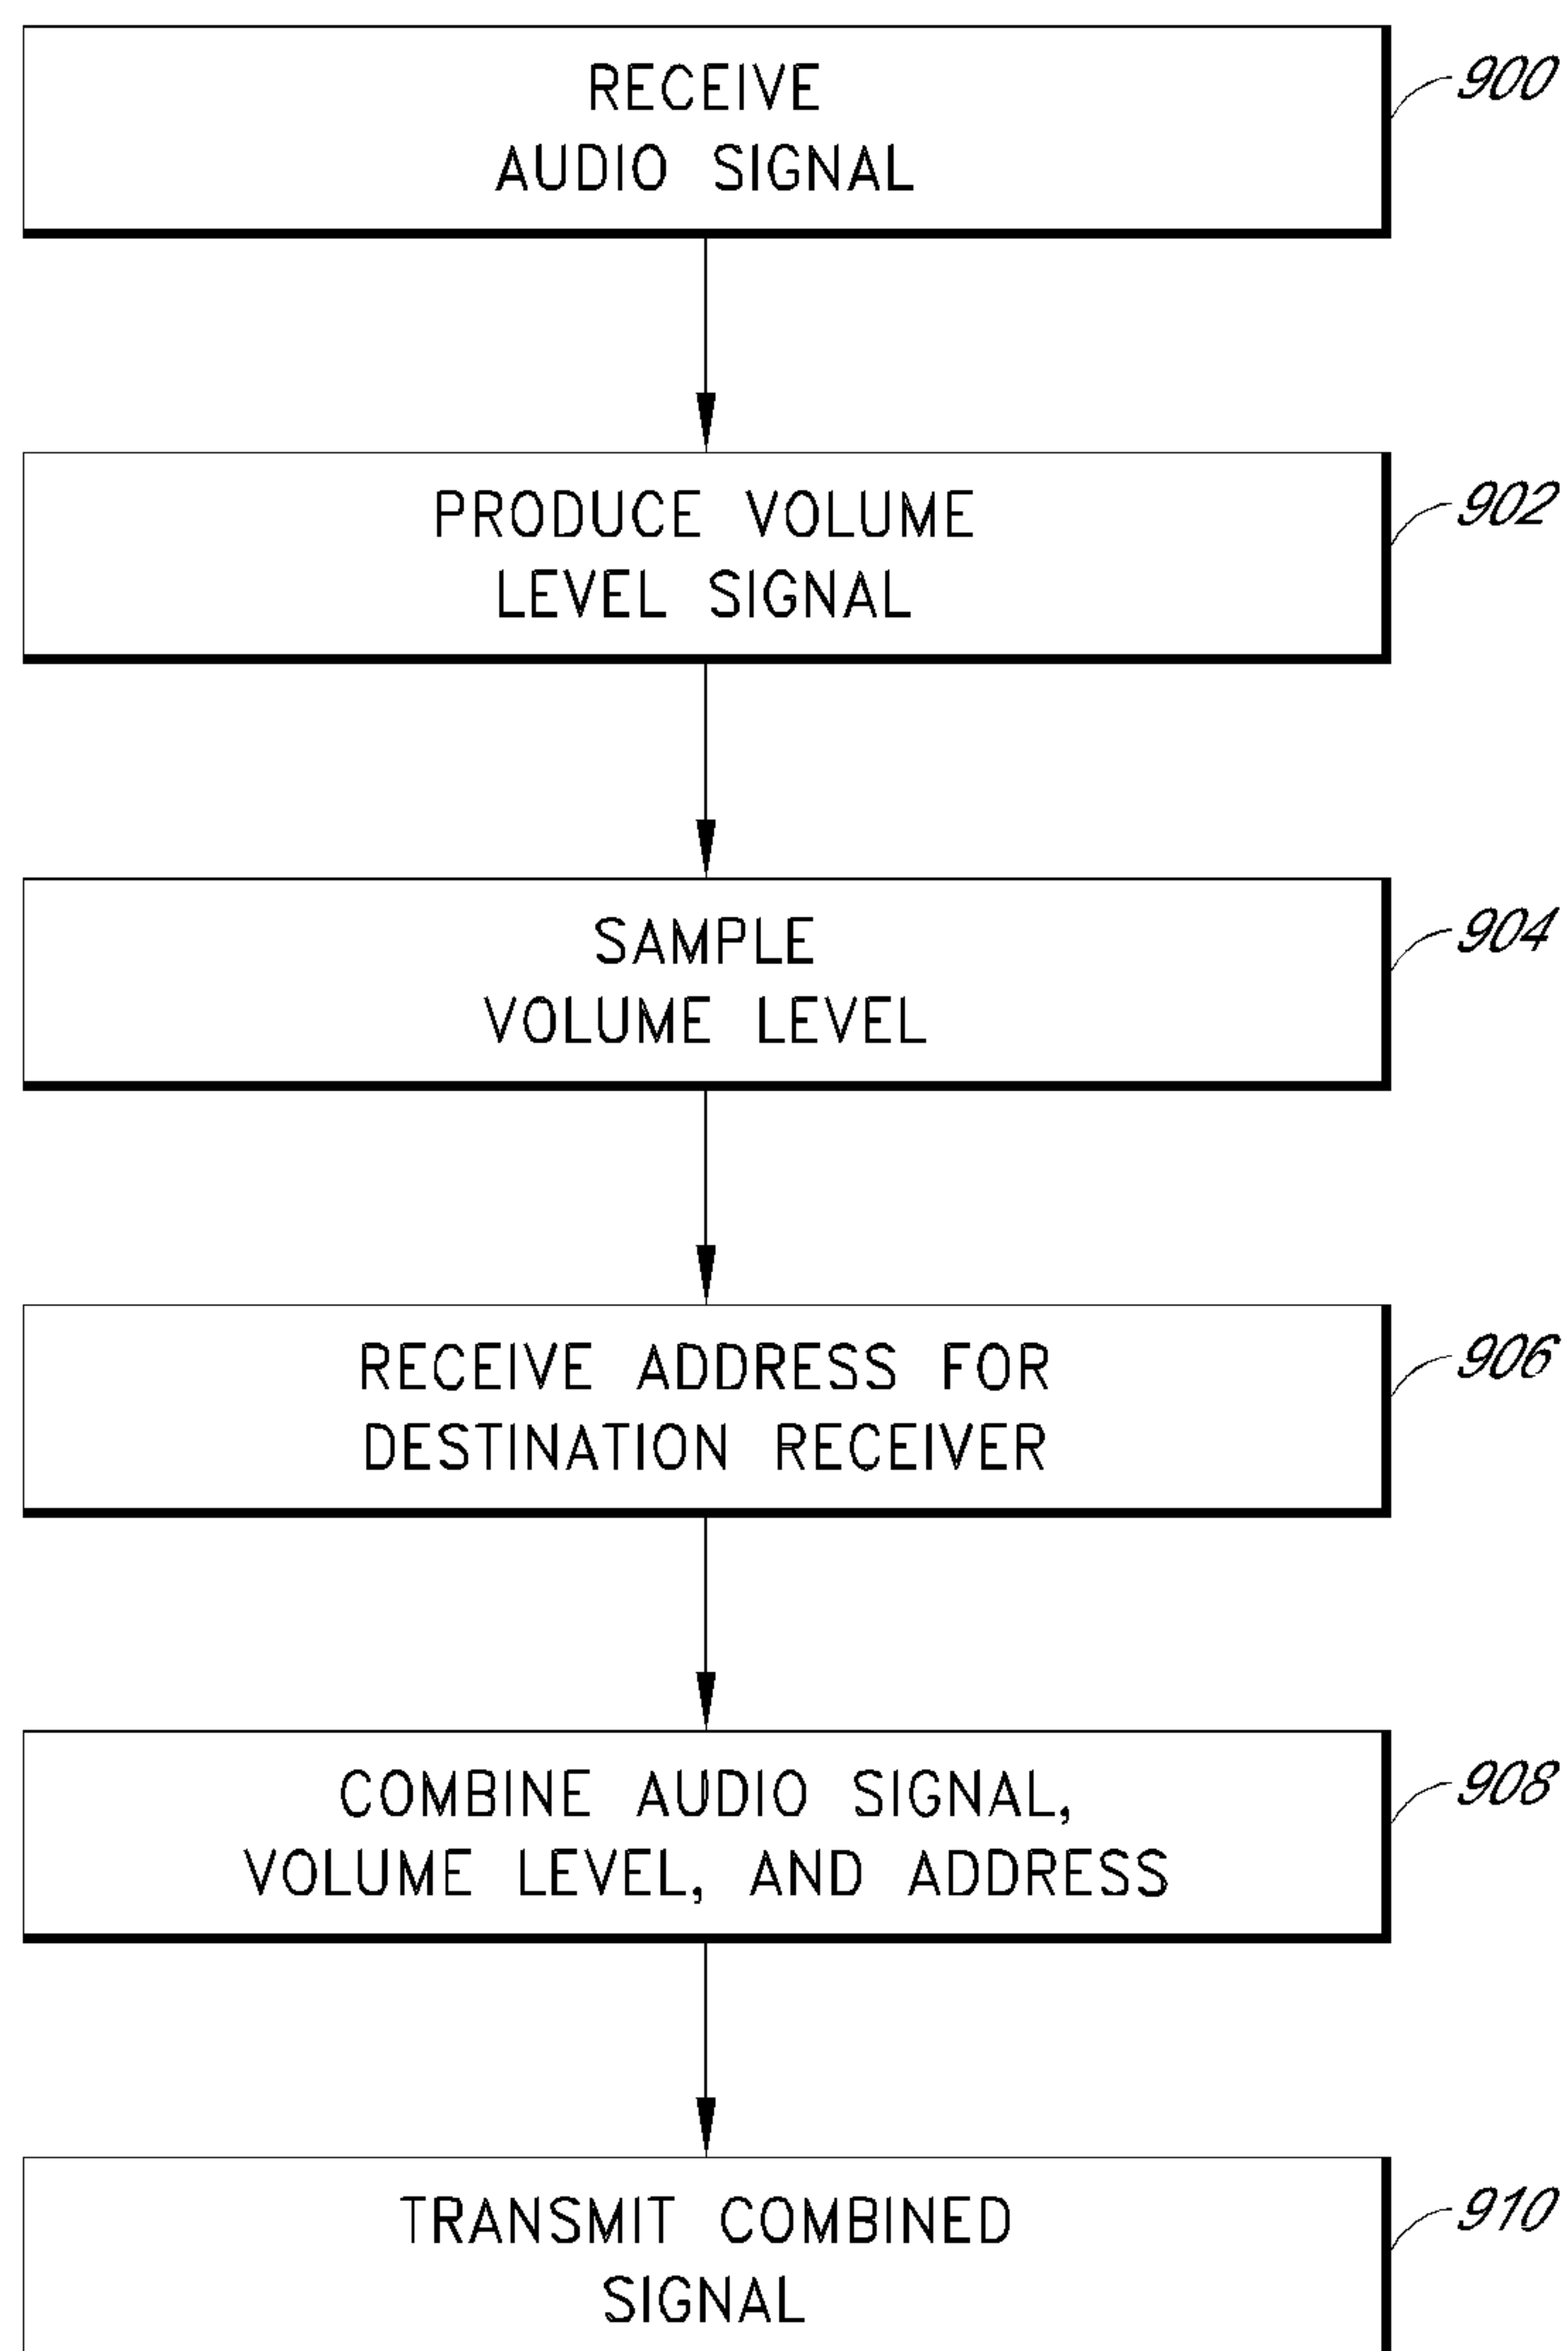 RECEIVE
AUDIO SIGNAL
900
PRODUCE VOLUME
LEVEL SIGNAL
902
SAMPLE
VOLUME LEVEL
904
RECEIVE ADDRESS FOR
DESTINATION RECEIVER
906
COMBINE AUDIO SIGNAL,
VOLUME LEVEL, AND ADDRESS
908
TRANSMIT COMBINED
SIGNAL
910